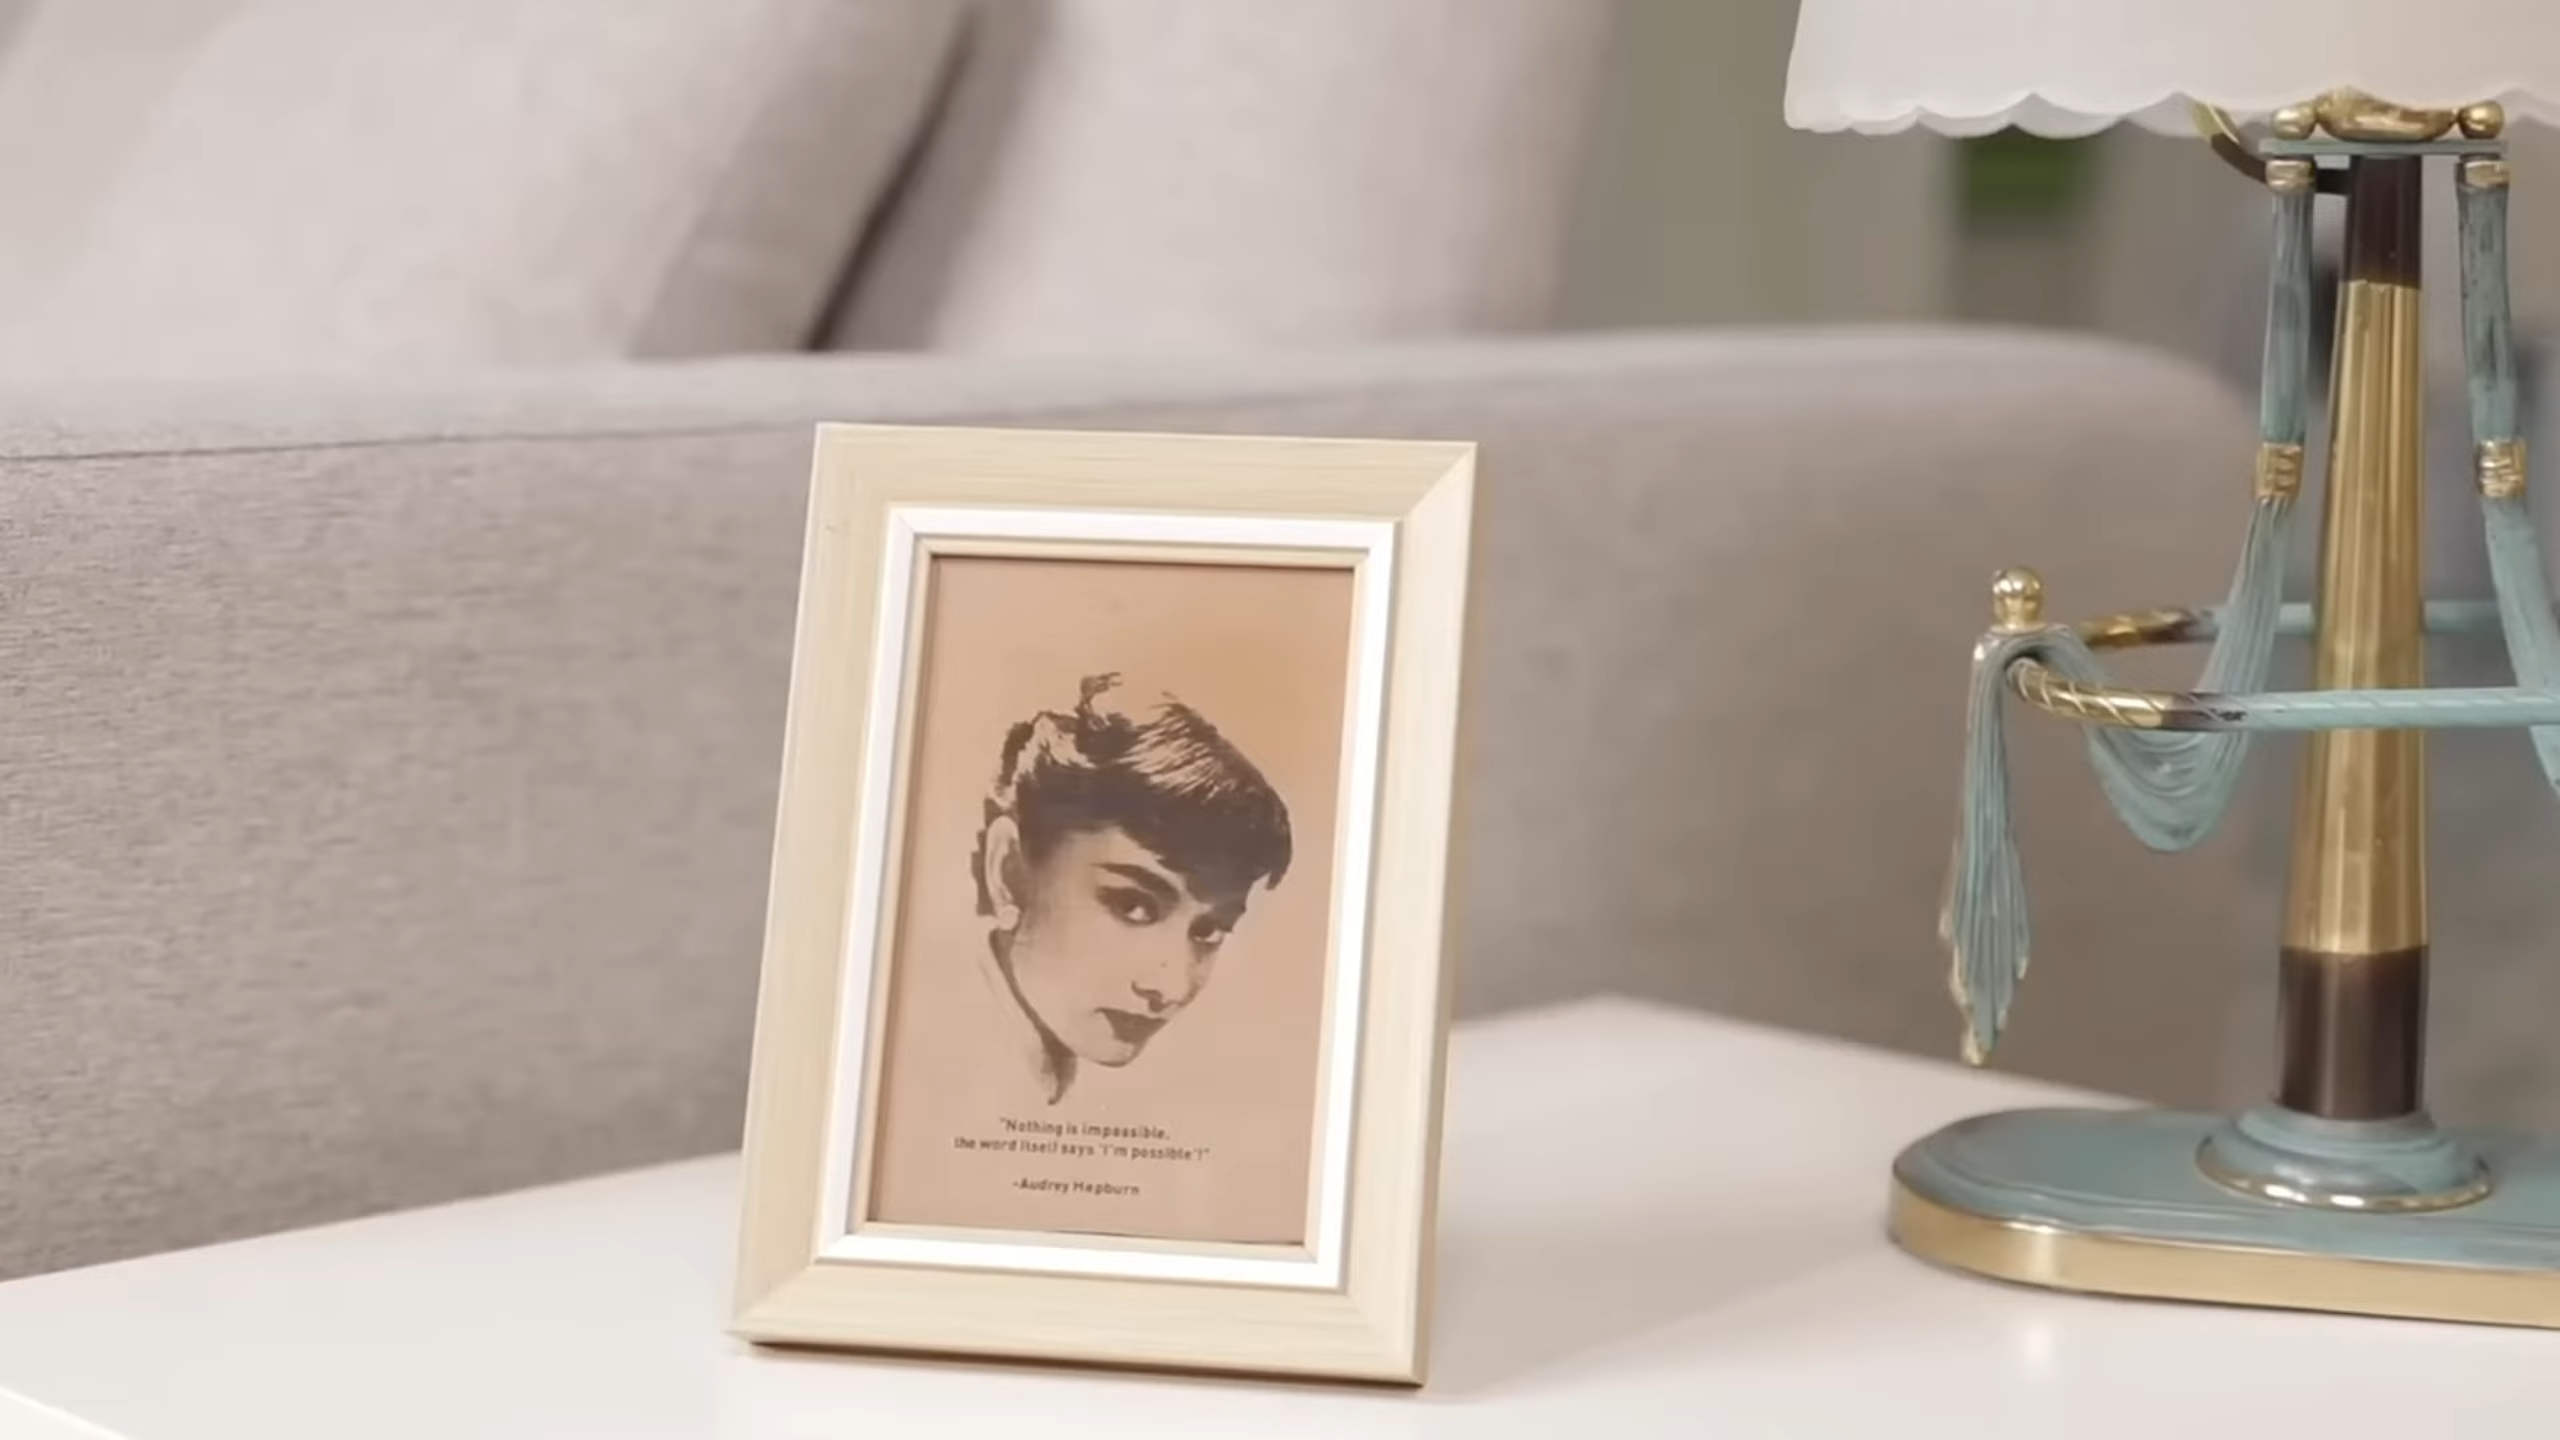 "Nothing is impossible,
the word itself says 'I'm possible'!"
-Audrey Hepburn